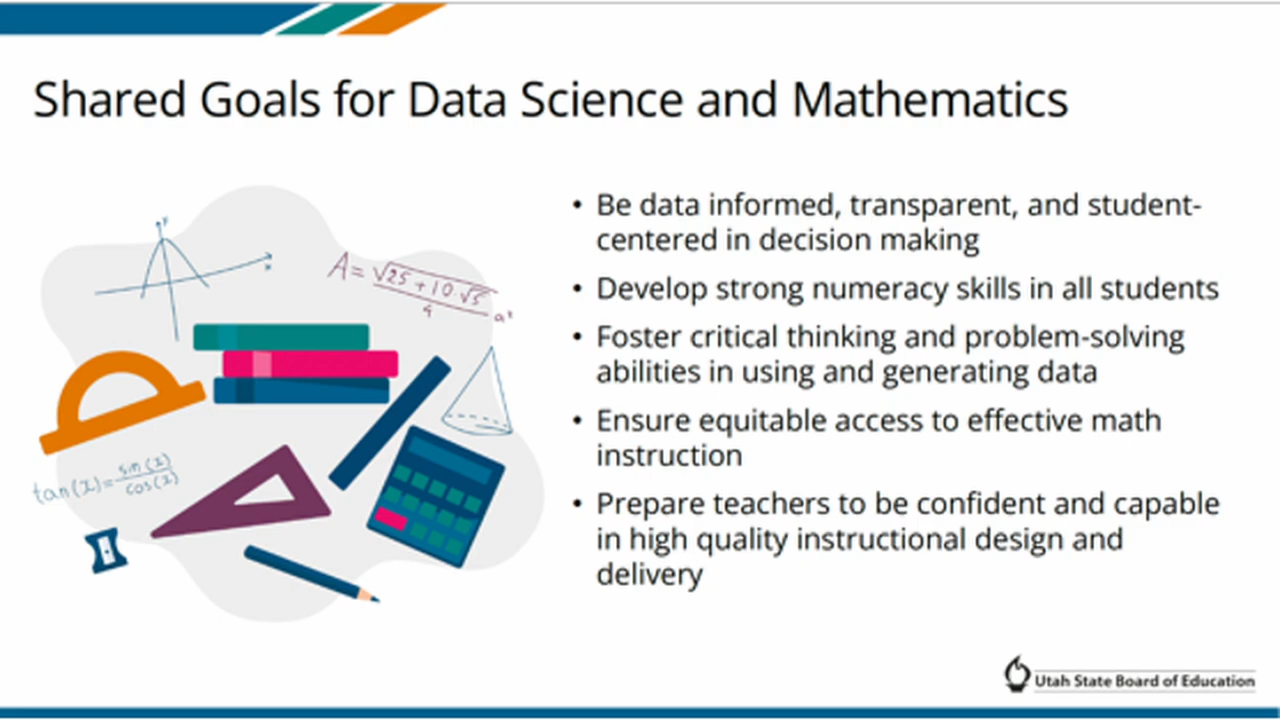 Shared Goals for Data Science and Mathematics
• Be data informed, transparent, and student-
centered in decision making
• Develop strong numeracy skills in all students
• Foster critical thinking and problem-solving
abilities in using and generating data
• Ensure equitable access to effective math
instruction
• Prepare teachers to be confident and capable
in high quality instructional design and
delivery
y
x
A = √25 + 10·√5
4
a²
tan(x) = sin(x)
cos(x)
Utah State Board of Education